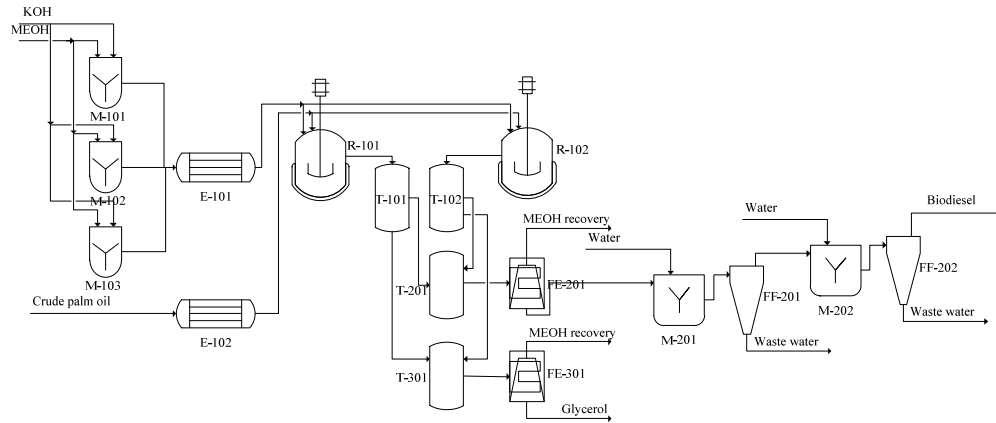 KOH
MEOH
M-101
M-102
M-103
E-101
Crude palm oil
E-102
R-101
R-102
T-101
T-102
T-201
T-301
MEOH recovery
FE-201
MEOH recovery
FE-301
Glycerol
Water
M-201
FF-201
Waste water
Water
M-202
Biodiesel
FF-202
Waste water